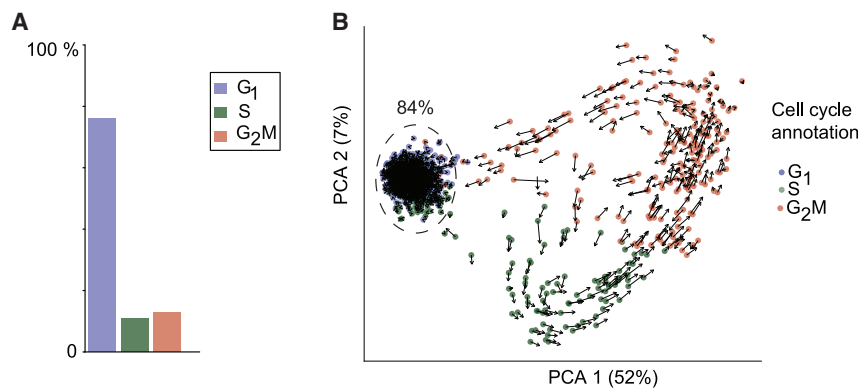 A
100 %
0
G1
S
G2M
B
84%
PCA 2 (7%)
PCA 1 (52%)
Cell cycle
annotation
G1
S
G2M